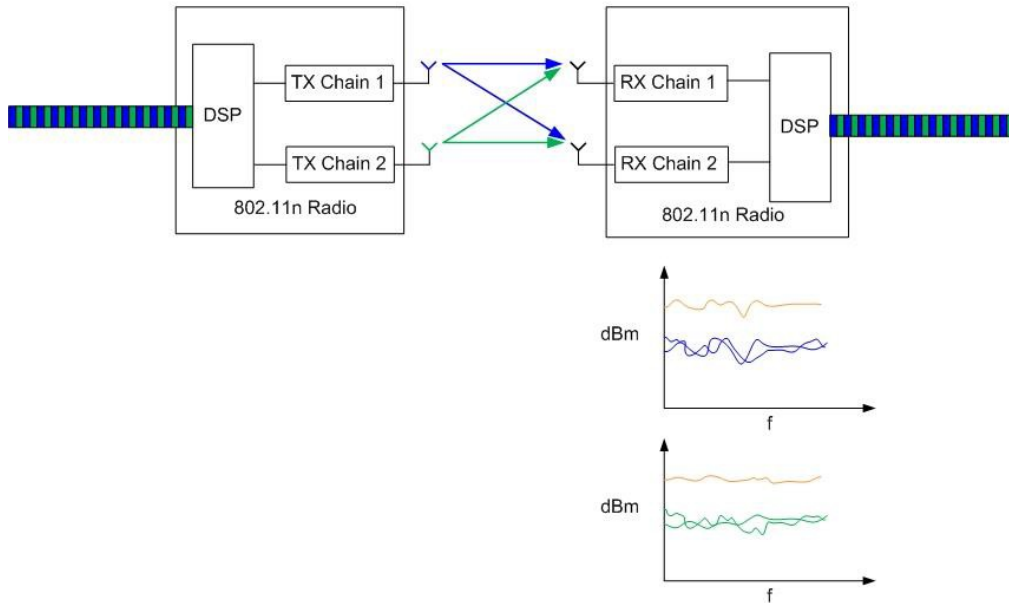 DSP
TX Chain 1
TX Chain 2
802.11n Radio
RX Chain 1
RX Chain 2
DSP
802.11n Radio
dBm
f
dBm
f